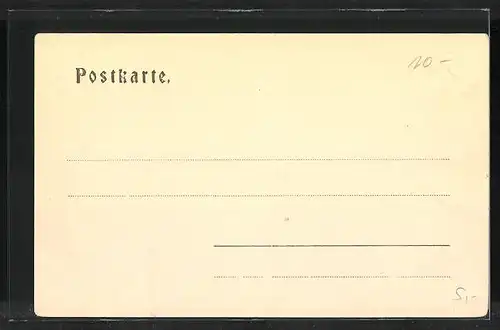 10.-
Postkarte.
5,-